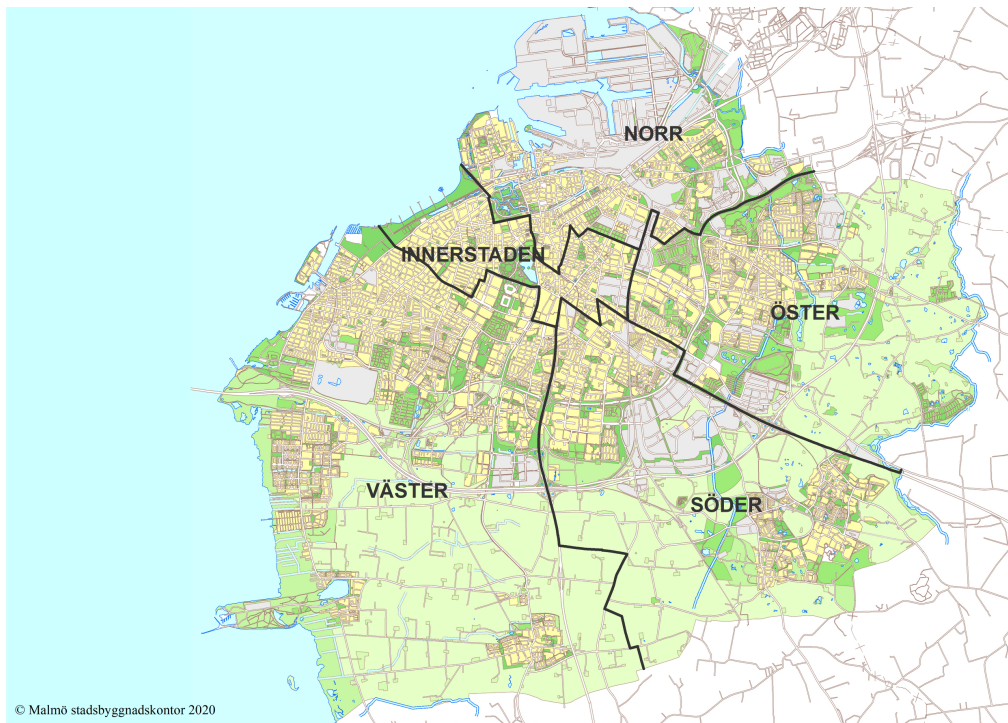 NORR
INNERSTADEN
ÖSTER
VÄSTER
SÖDER
© Malmö stadsbyggnadskontor 2020